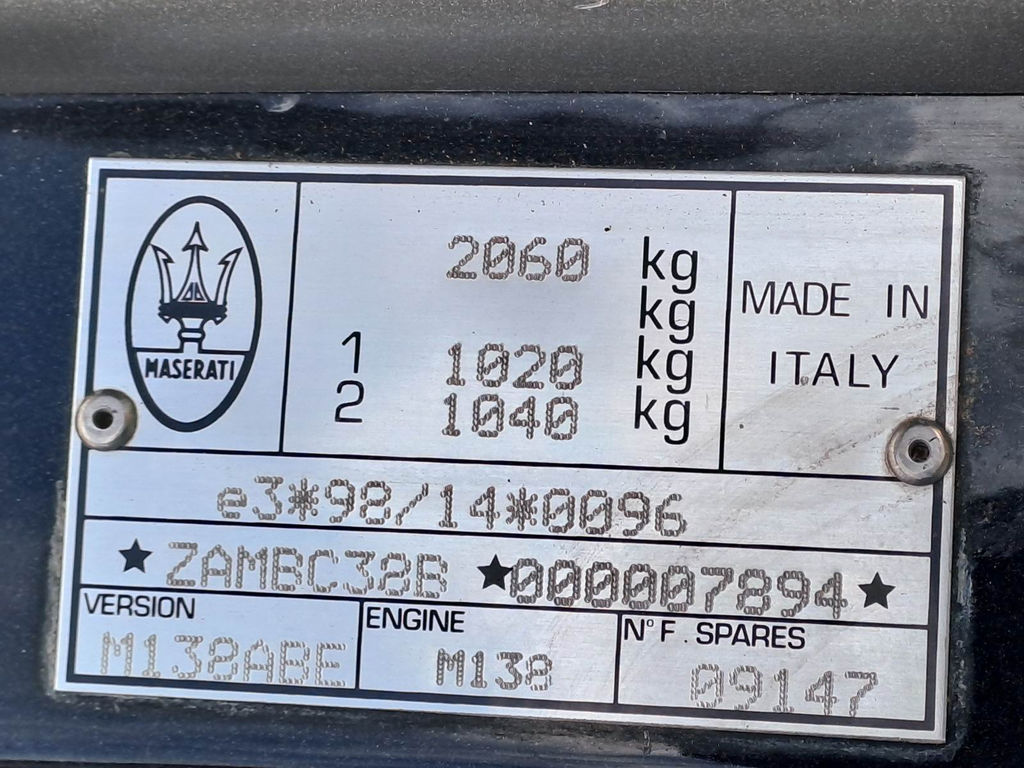 MASERATI
2060 kg
kg
1 1020 kg
2 1040 kg
MADE IN
ITALY
e3*98/14*0096
★ ZAMBC38B ★0000007894★
VERSION
M138ABE
ENGINE
M138
N° F. SPARES
09147